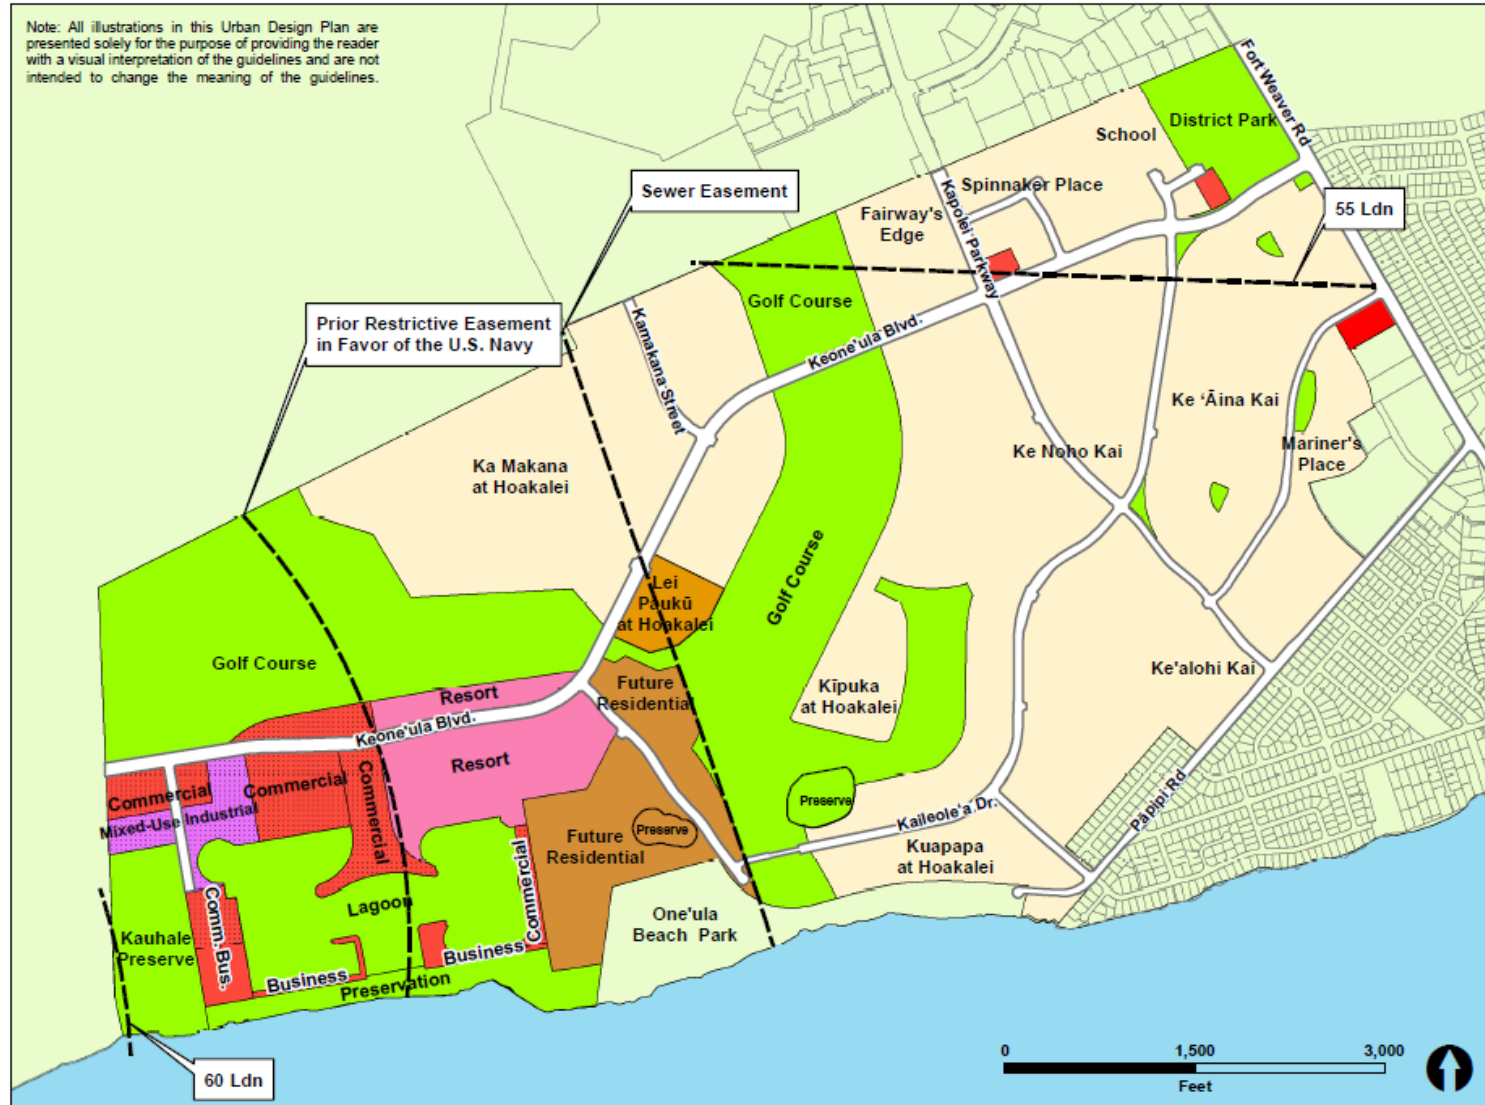 Note: All illustrations in this Urban Design Plan are
presented solely for the purpose of providing the reader
with a visual interpretation of the guidelines and are not
intended to change the meaning of the guidelines.
Fort Weaver Rd
District Park
School
Sewer Easement
Spinnaker Place
Kapolei Parkway
Fairway's
Edge
55 Ldn
Golf Course
Prior Restrictive Easement
in Favor of the U.S. Navy
Kamakana Street
Keone'ula Blvd.
Ke ‘Āina Kai
Mariner's
Place
Ke Noho Kai
Ka Makana
at Hoakalei
Golf Course
Lei
Paukū
at Hoakalei
Golf Course
Ke'alohi Kai
Future
Residential
Kīpuka
at Hoakalei
Resort
Keone'ula Blvd.
Resort
Commercial
Commercial
Commercial
Mixed-Use Industrial
Preserve
Kaileole'a Dr.
Pāpipi Rd
Future
Residential
Preserve
Kuapapa
at Hoakalei
Commercial
Lagoon
One'ula
Beach Park
Kauhale
Preserve
Comm. Bus.
Business
Business
Preservation
60 Ldn
0 1,500 3,000
Feet